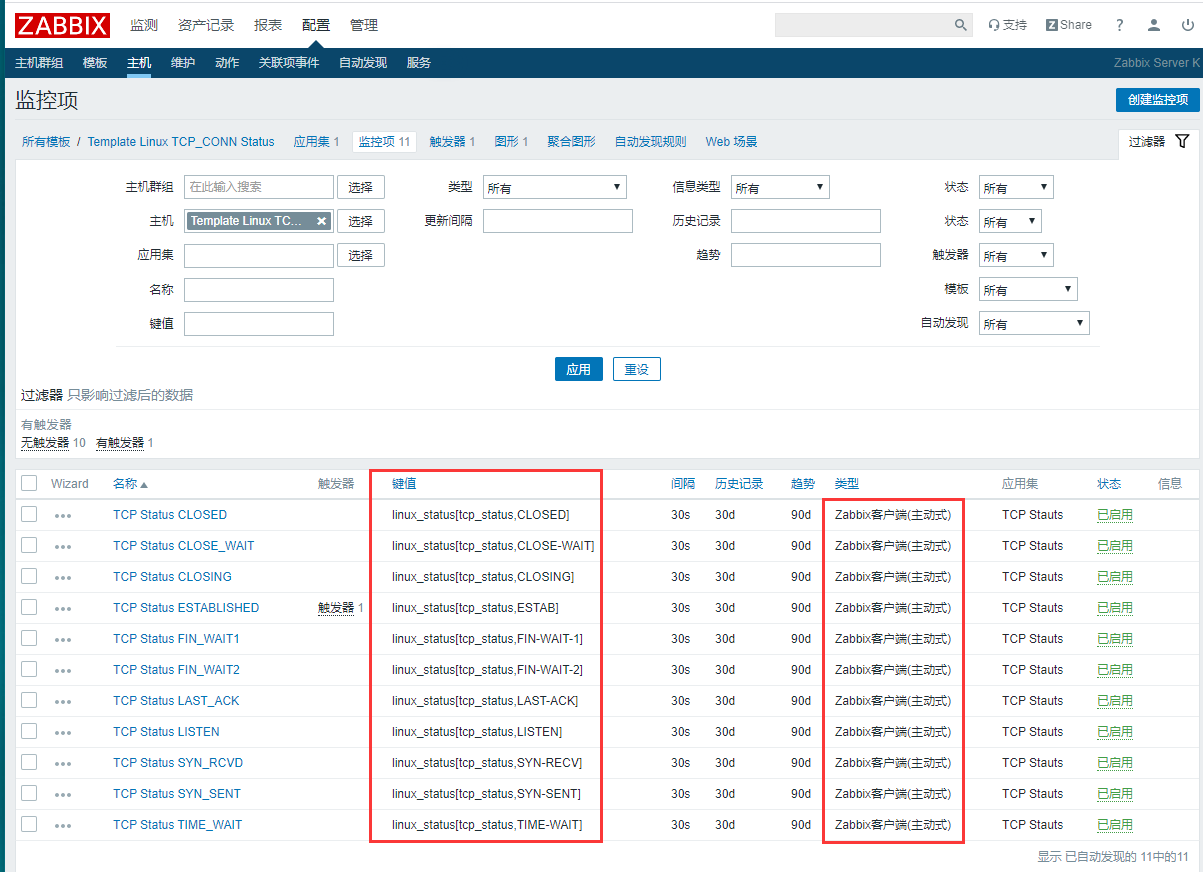 ZABBIX 监测 资产记录 报表 配置 管理 支持 Z Share ?
主机群组 模板 主机 维护 动作 关联项事件 自动发现 服务 Zabbix Server K
监控项 创建监控项
所有模板 / Template Linux TCP_CONN Status 应用集 1 监控项 11 触发器 1 图形 1 聚合图形 自动发现规则 Web 场景 过滤器
主机群组 在此输入搜索 选择 类型 所有 信息类型 所有 状态 所有
主机 Template Linux TC... 选择 更新间隔 历史记录 状态 所有
应用集 选择 趋势 触发器 所有
名称 模板 所有
键值 自动发现 所有
应用 重设
过滤器 只影响过滤后的数据
有触发器
无触发器 10 有触发器 1
Wizard 名称 触发器 键值 间隔 历史记录 趋势 类型 应用集 状态 信息
TCP Status CLOSED linux_status[tcp_status,CLOSED] 30s 30d 90d Zabbix客户端(主动式) TCP Stauts 已启用
TCP Status CLOSE_WAIT linux_status[tcp_status,CLOSE-WAIT] 30s 30d 90d Zabbix客户端(主动式) TCP Stauts 已启用
TCP Status CLOSING linux_status[tcp_status,CLOSING] 30s 30d 90d Zabbix客户端(主动式) TCP Stauts 已启用
TCP Status ESTABLISHED 触发器 1 linux_status[tcp_status,ESTAB] 30s 30d 90d Zabbix客户端(主动式) TCP Stauts 已启用
TCP Status FIN_WAIT1 linux_status[tcp_status,FIN-WAIT-1] 30s 30d 90d Zabbix客户端(主动式) TCP Stauts 已启用
TCP Status FIN_WAIT2 linux_status[tcp_status,FIN-WAIT-2] 30s 30d 90d Zabbix客户端(主动式) TCP Stauts 已启用
TCP Status LAST_ACK linux_status[tcp_status,LAST-ACK] 30s 30d 90d Zabbix客户端(主动式) TCP Stauts 已启用
TCP Status LISTEN linux_status[tcp_status,LISTEN] 30s 30d 90d Zabbix客户端(主动式) TCP Stauts 已启用
TCP Status SYN_RCVD linux_status[tcp_status,SYN-RECV] 30s 30d 90d Zabbix客户端(主动式) TCP Stauts 已启用
TCP Status SYN_SENT linux_status[tcp_status,SYN-SENT] 30s 30d 90d Zabbix客户端(主动式) TCP Stauts 已启用
TCP Status TIME_WAIT linux_status[tcp_status,TIME-WAIT] 30s 30d 90d Zabbix客户端(主动式) TCP Stauts 已启用
显示 已自动发现的 11中的11